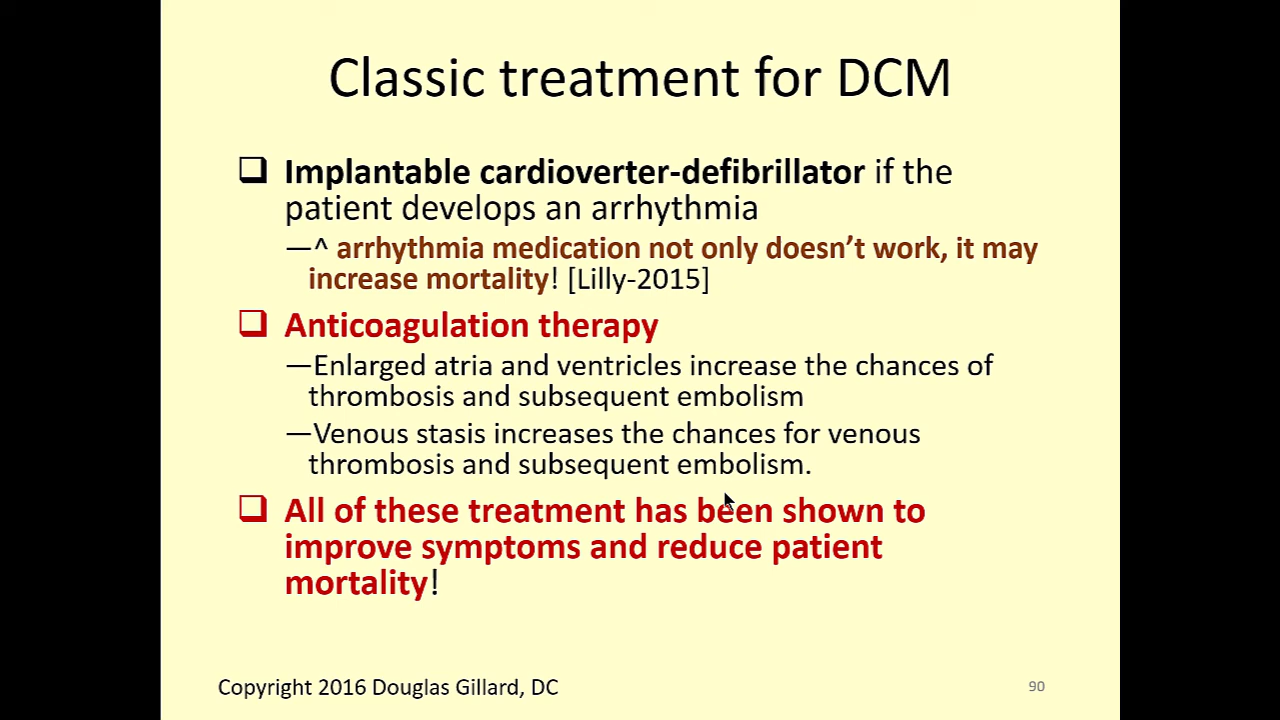 Classic treatment for DCM
❑ Implantable cardioverter-defibrillator if the
patient develops an arrhythmia
—^ arrhythmia medication not only doesn’t work, it may
increase mortality! [Lilly-2015]
❑ Anticoagulation therapy
—Enlarged atria and ventricles increase the chances of
thrombosis and subsequent embolism
—Venous stasis increases the chances for venous
thrombosis and subsequent embolism.
❑ All of these treatment has been shown to
improve symptoms and reduce patient
mortality!
Copyright 2016 Douglas Gillard, DC
90